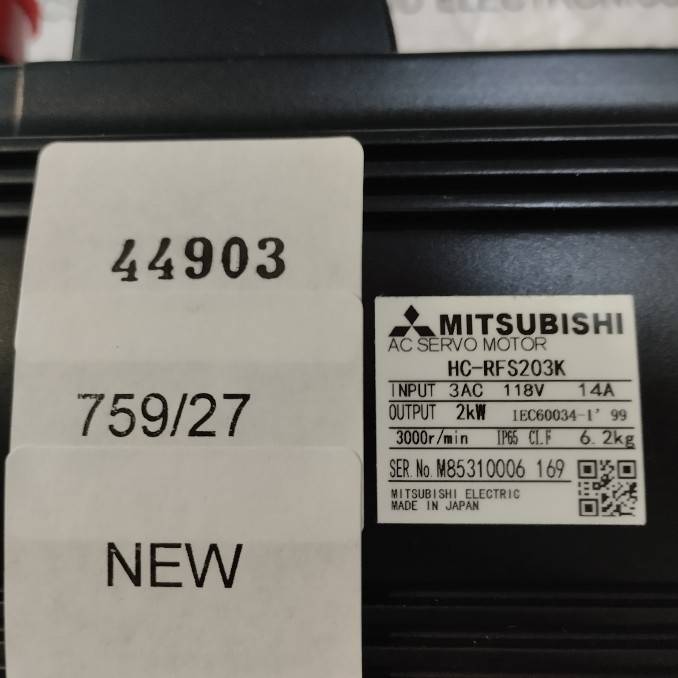 44903
759/27
NEW
MITSUBISHI
AC SERVO MOTOR
HC-RFS203K
INPUT 3AC 118V 14A
OUTPUT 2kW IEC60034-1' 99
3000r/min IP65 Cl.F 6.2kg
SER.No.M85310006 169
MITSUBISHI ELECTRIC
MADE IN JAPAN